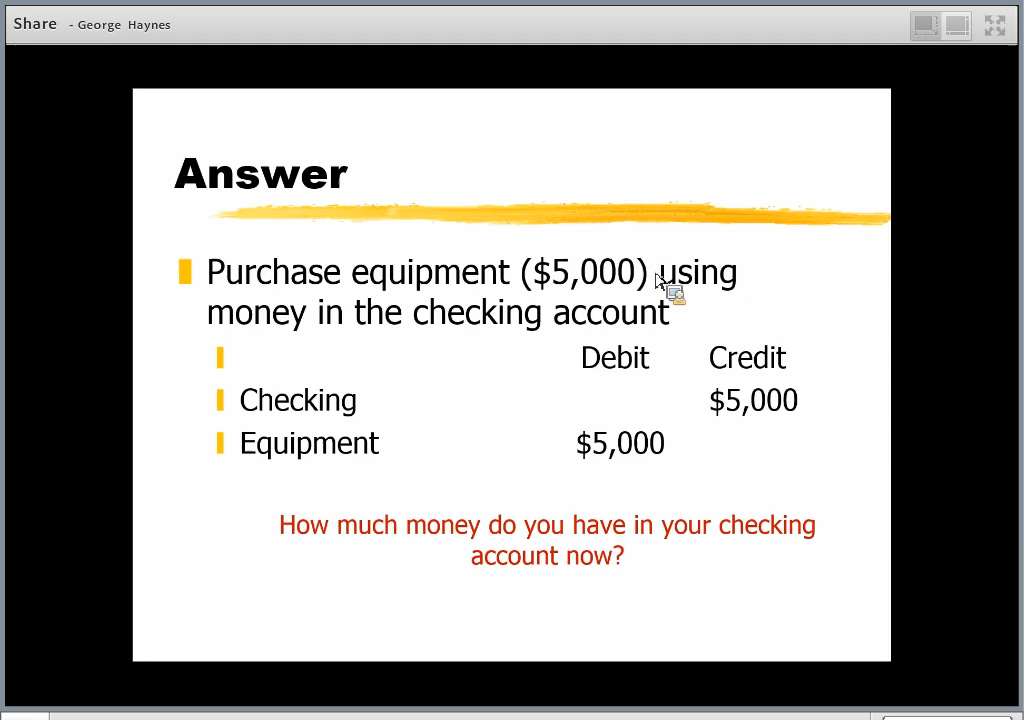 Share - George Haynes
Answer
Purchase equipment ($5,000) using
money in the checking account
Debit Credit
Checking $5,000
Equipment $5,000
How much money do you have in your checking
account now?